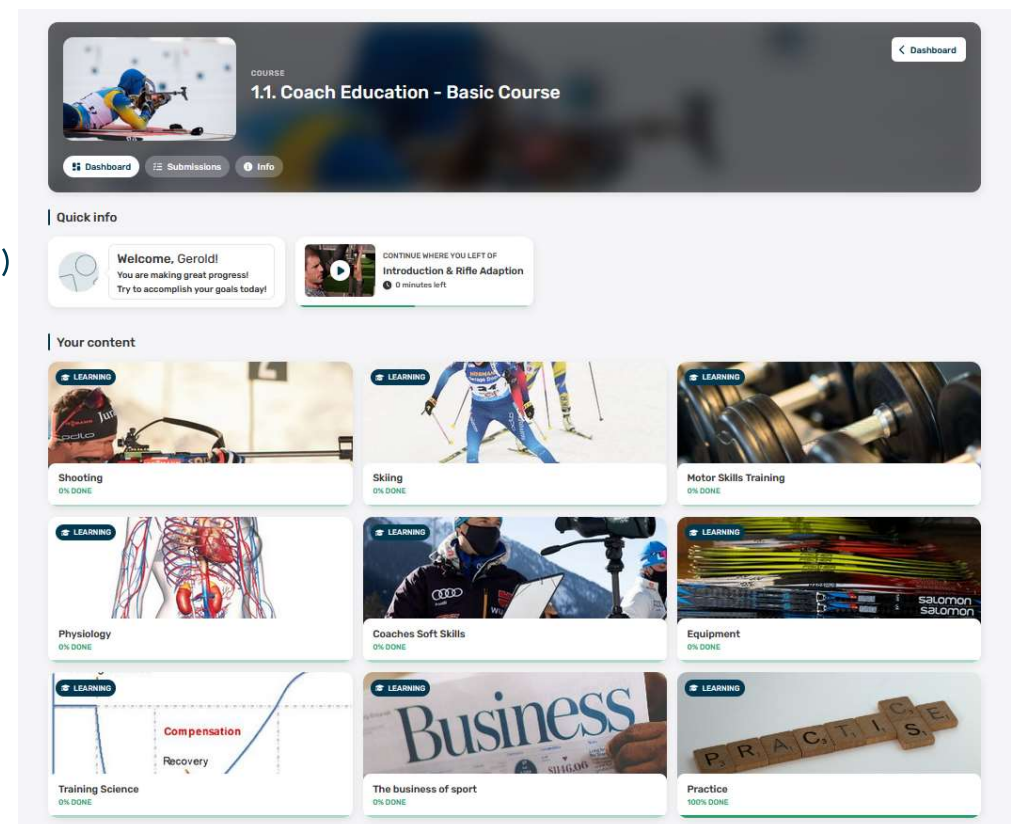 COURSE
1.1. Coach Education - Basic Course
Dashboard
Dashboard
Submissions
Info
Quick info
)
Welcome, Gerold!
You are making great progress!
Try to accomplish your goals today!
CONTINUE WHERE YOU LEFT OF
Introduction & Rifle Adaption
0 minutes left
Your content
LEARNING
Shooting
0% DONE
LEARNING
Skiing
0% DONE
LEARNING
Motor Skills Training
0% DONE
LEARNING
Physiology
0% DONE
LEARNING
Coaches Soft Skills
0% DONE
LEARNING
SALOMON
SALOMON
Equipment
0% DONE
LEARNING
Compensation
Recovery
Training Science
0% DONE
LEARNING
Business
The business of sport
0% DONE
LEARNING
PRACTICE
S
Practice
100% DONE